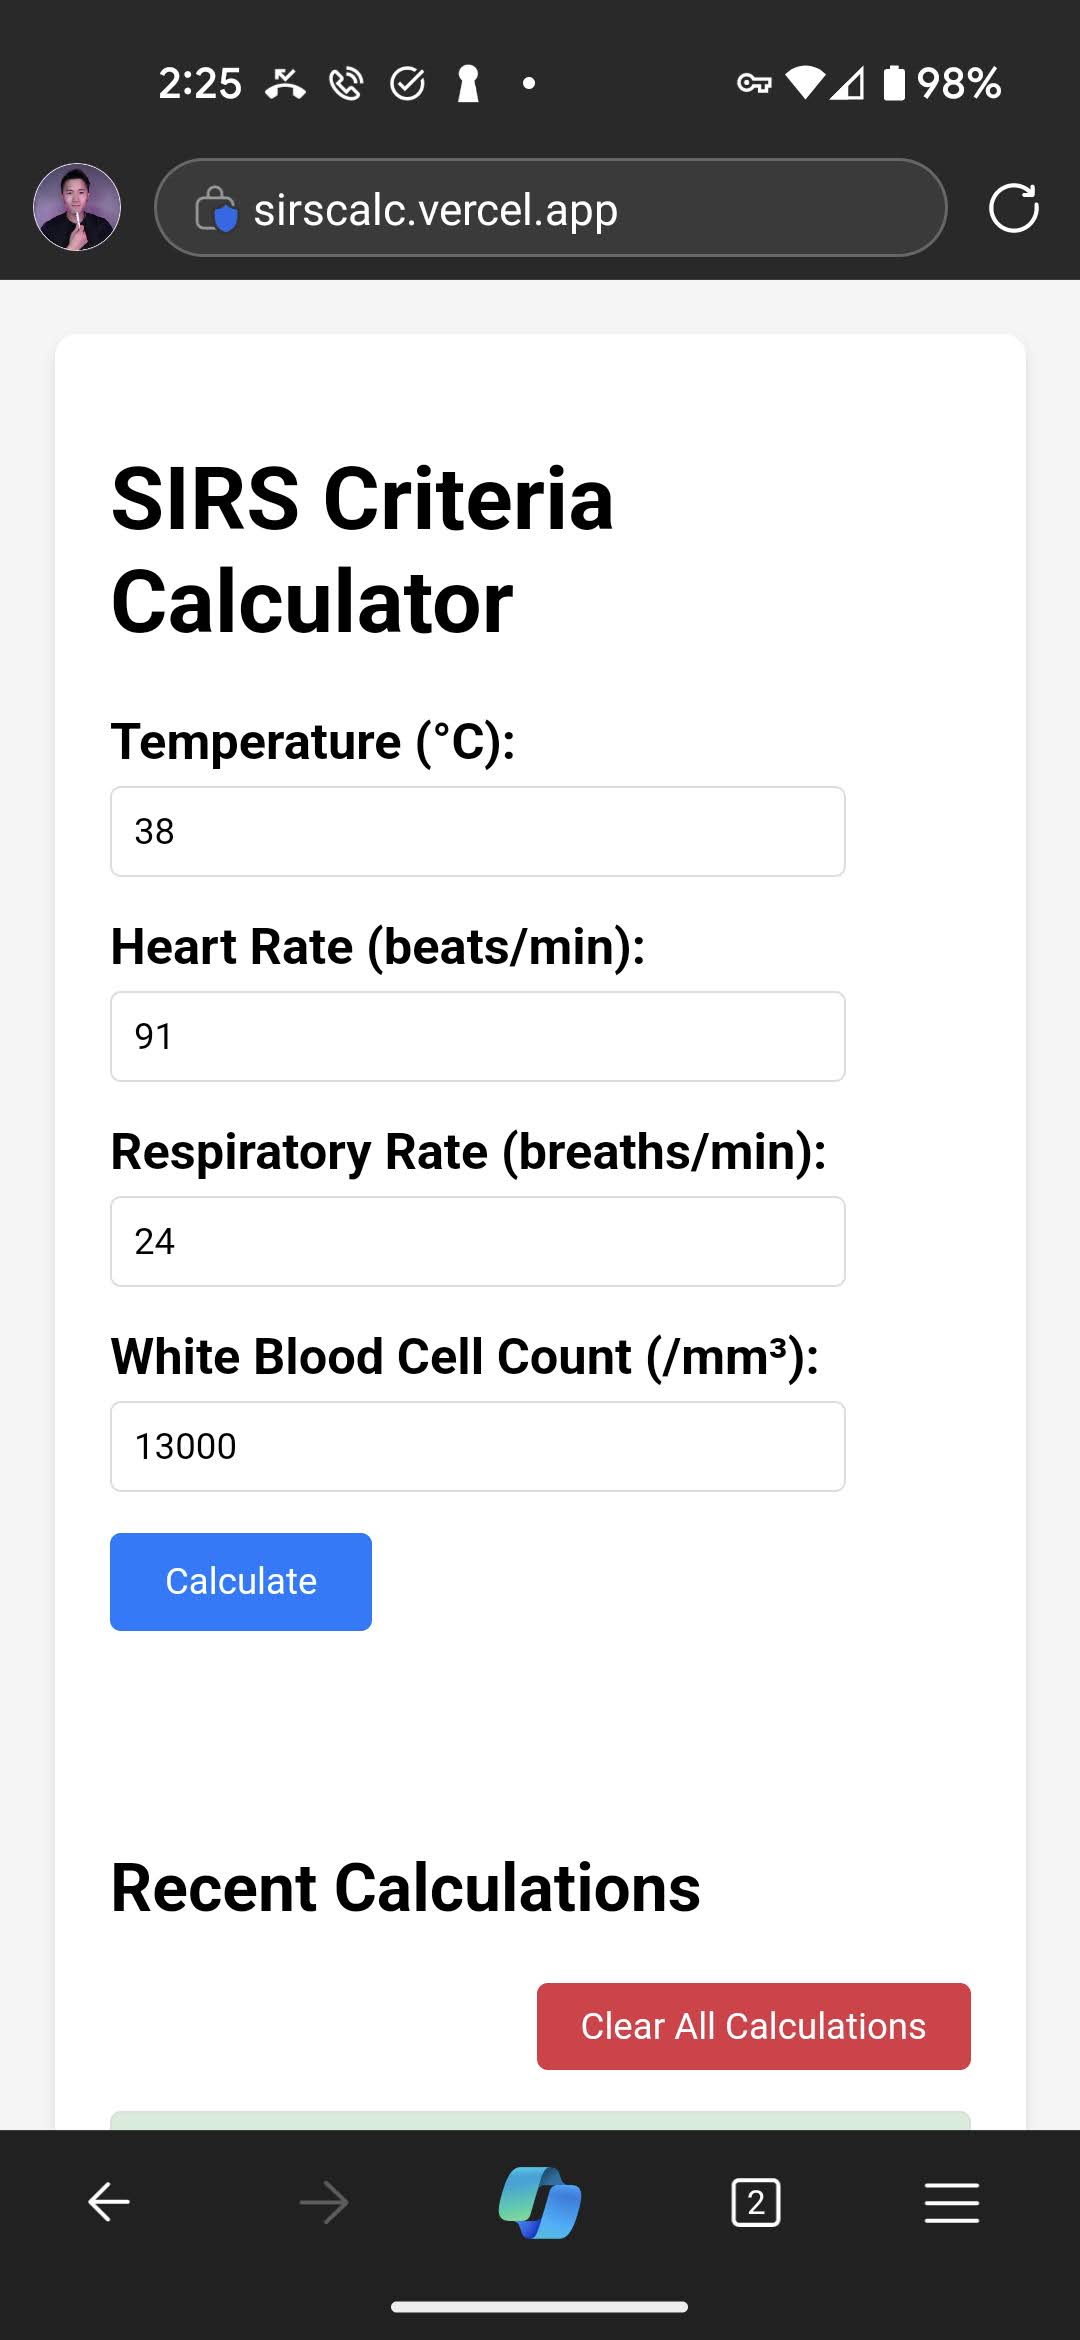 2:25
98%
sirscalc.vercel.app
SIRS Criteria
Calculator
Temperature (°C):
38
Heart Rate (beats/min):
91
Respiratory Rate (breaths/min):
24
White Blood Cell Count (/mm³):
13000
Calculate
Recent Calculations
Clear All Calculations
2